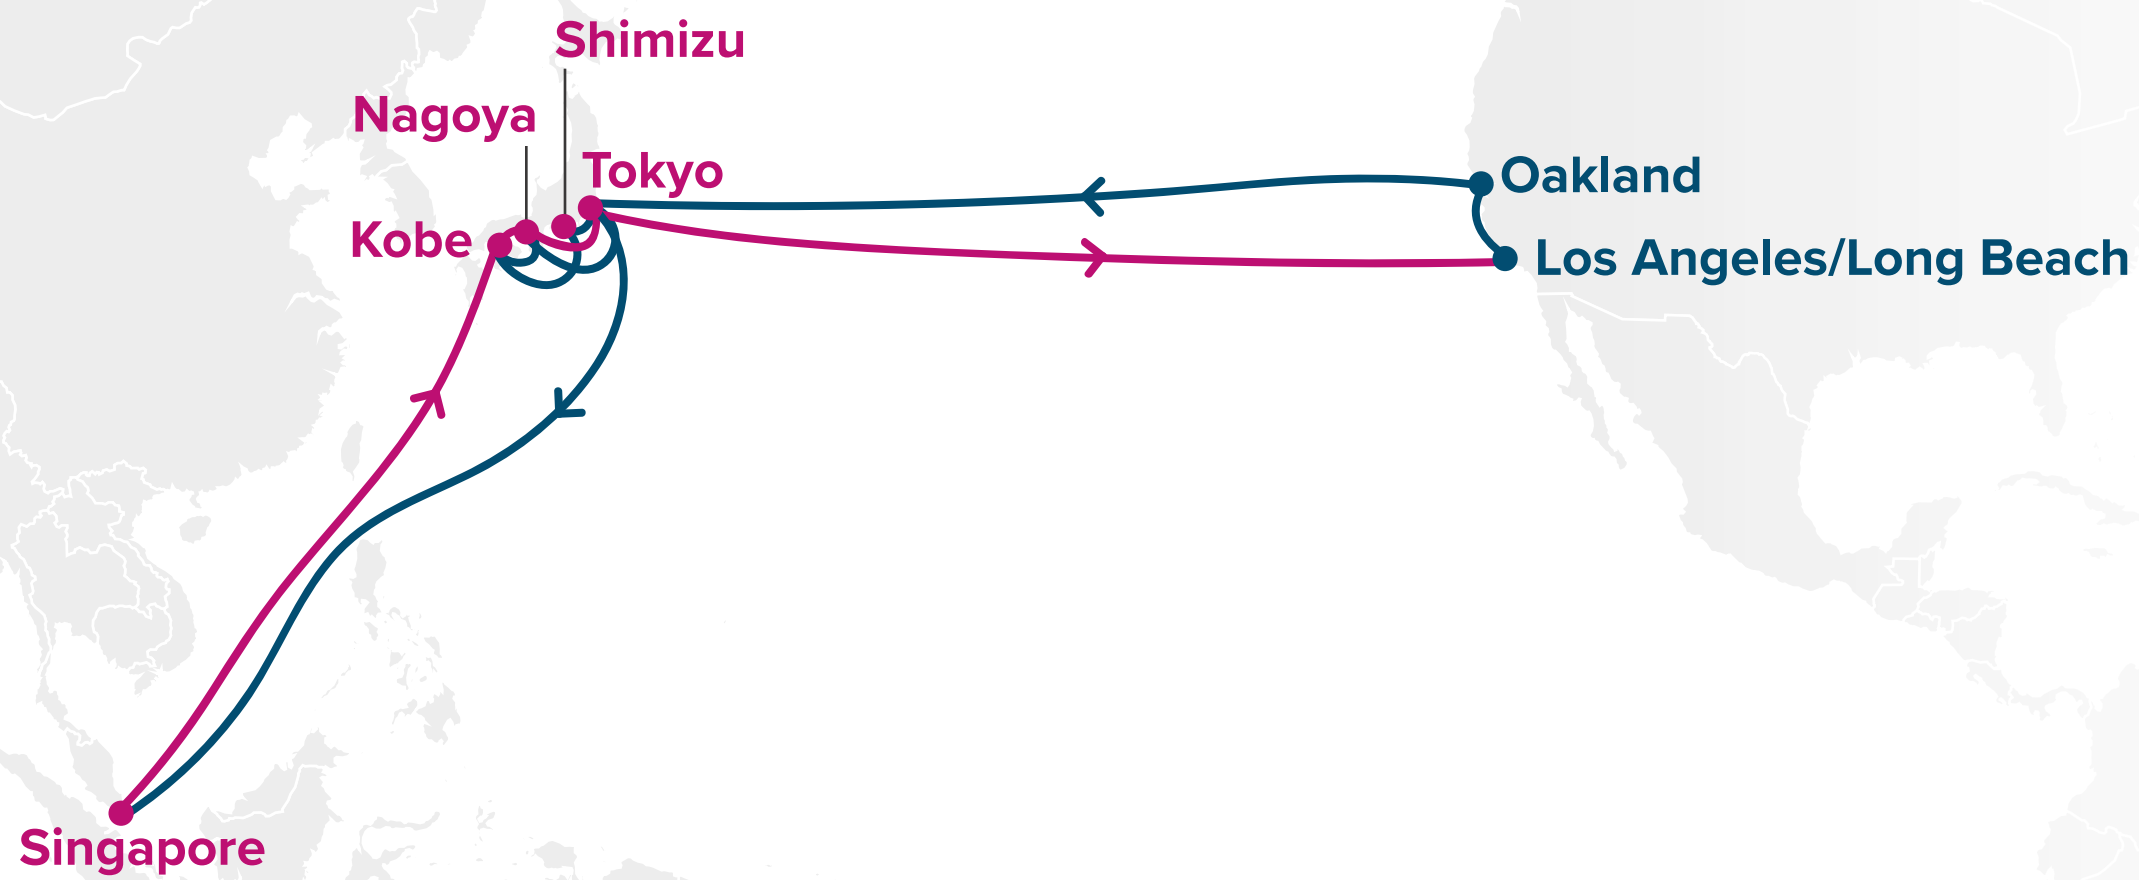 Shimizu
Nagoya
Tokyo
Kobe
Oakland
Los Angeles/Long Beach
Singapore